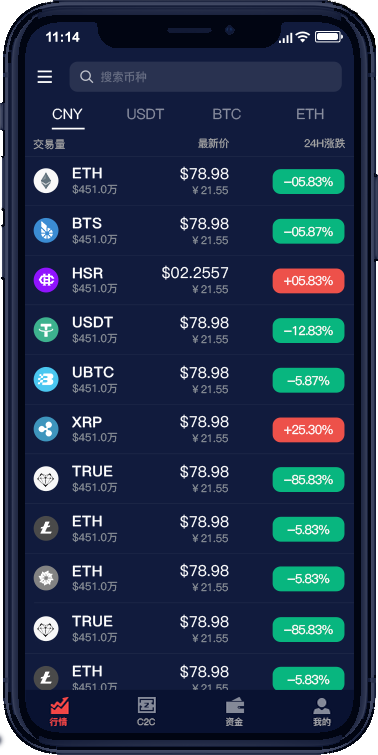 11:14
搜索币种
CNY USDT BTC ETH
交易量 最新价 24H涨跌
ETH $78.98 –05.83%
$451.0万 ¥21.55
BTS $78.98 –05.87%
$451.0万 ¥21.55
HSR $02.2557 +05.83%
$451.0万 ¥21.55
USDT $78.98 –12.83%
$451.0万 ¥21.55
UBTC $78.98 –5.87%
$451.0万 ¥21.55
XRP $78.98 +25.30%
$451.0万 ¥21.55
TRUE $78.98 –85.83%
$451.0万 ¥21.55
ETH $78.98 –5.83%
$451.0万 ¥21.55
ETH $78.98 –5.83%
$451.0万 ¥21.55
TRUE $78.98 –85.83%
$451.0万 ¥21.55
ETH $78.98 –5.83%
$451.0万 ¥21.55
行情 C2C 资金 我的